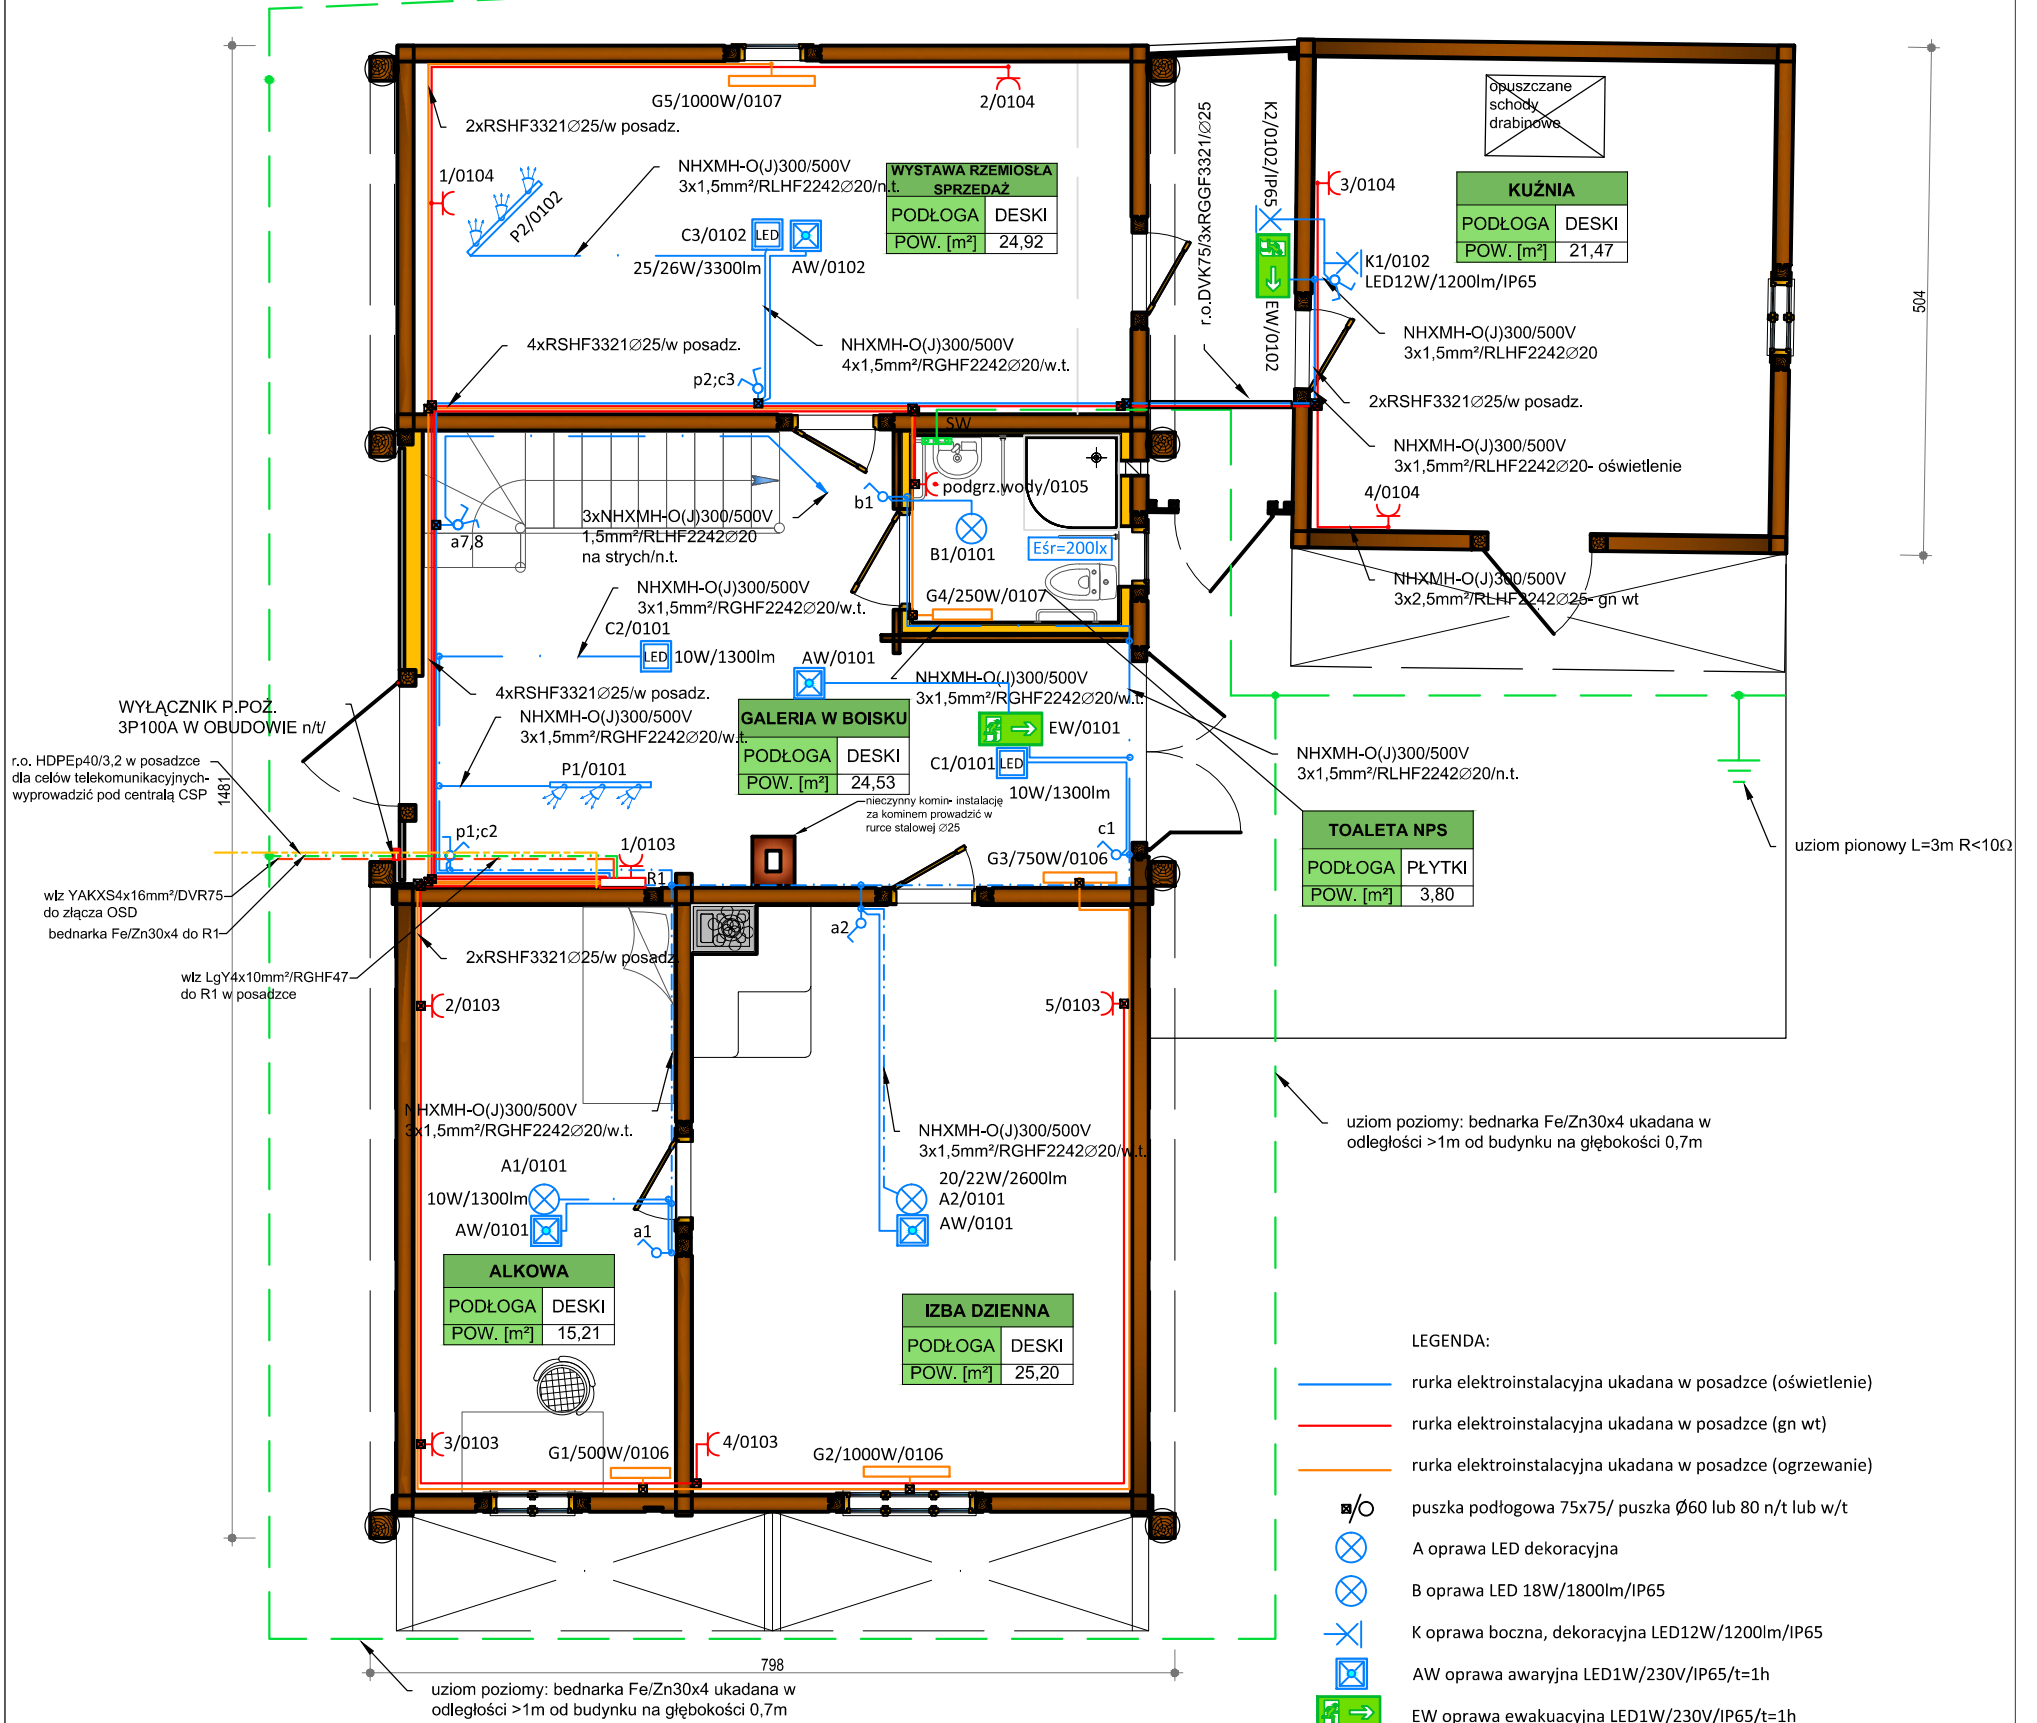 G5/1000W/0107
2/0104
2xRSHF3321∅25/w posadz.
1/0104
P2/0102
NHXMH-O(J)300/500V
3x1,5mm²/RLHF2242∅20/n.t.
WYSTAWA RZEMIOSŁA
SPRZEDAŻ
PODŁOGA DESKI
POW. [m²] 24,92
C3/0102
LED
25/26W/3300lm
AW/0102
4xRSHF3321∅25/w posadz.
NHXMH-O(J)300/500V
4x1,5mm²/RGHF2242∅20/w.t.
p2;c3
r.o.DVK75/3xRGGF3321/∅25
K2/0102/IP65
EW/0102
opuszczane
schody
drabinowe
3/0104
KUŹNIA
PODŁOGA DESKI
POW. [m²] 21,47
K1/0102
LED12W/1200lm/IP65
NHXMH-O(J)300/500V
3x1,5mm²/RLHF2242∅20
2xRSHF3321∅25/w posadz.
NHXMH-O(J)300/500V
3x1,5mm²/RLHF2242∅20- oświetlenie
4/0104
NHXMH-O(J)300/500V
3x2,5mm²/RLHF2242∅25- gn wt
504
SW
podgrz.wody/0105
b1
B1/0101
Eśr=200lx
G4/250W/0107
a7,8
3xNHXMH-O(J)300/500V
1,5mm²/RLHF2242∅20
na strych/n.t.
NHXMH-O(J)300/500V
3x1,5mm²/RGHF2242∅20/w.t.
C2/0101
LED
10W/1300lm
AW/0101
NHXMH-O(J)300/500V
3x1,5mm²/RGHF2242∅20/w.t.
4xRSHF3321∅25/w posadz.
NHXMH-O(J)300/500V
3x1,5mm²/RGHF2242∅20/w.t.
GALERIA W BOISKU
PODŁOGA DESKI
POW. [m²] 24,53
EW/0101
C1/0101
LED
10W/1300lm
P1/0101
nieczynny komin- instalację
za kominem prowadzić w
rurce stalowej ∅25
WYŁĄCZNIK P.POŻ.
3P100A W OBUDOWIE n/t/
r.o. HDPEp40/3,2 w posadzce
dla celów telekomunikacyjnych-
wyprowadzić pod centralą CSP
1481
p1;c2
1/0103
R1
c1
G3/750W/0106
NHXMH-O(J)300/500V
3x1,5mm²/RLHF2242∅20/n.t.
TOALETA NPS
PODŁOGA PŁYTKI
POW. [m²] 3,80
uziom pionowy L=3m R<10Ω
wlz YAKXS4x16mm²/DVR75
do złącza OSD
bednarka Fe/Zn30x4 do R1
wlz LgY4x10mm²/RGHF47
do R1 w posadzce
2xRSHF3321∅25/w posadz.
a2
2/0103
5/0103
NHXMH-O(J)300/500V
3x1,5mm²/RGHF2242∅20/w.t.
NHXMH-O(J)300/500V
3x1,5mm²/RGHF2242∅20/w.t.
A1/0101
10W/1300lm
AW/0101
a1
20/22W/2600lm
A2/0101
AW/0101
uziom poziomy: bednarka Fe/Zn30x4 ukadana w
odległości >1m od budynku na głębokości 0,7m
ALKOWA
PODŁOGA DESKI
POW. [m²] 15,21
IZBA DZIENNA
PODŁOGA DESKI
POW. [m²] 25,20
3/0103
G1/500W/0106
4/0103
G2/1000W/0106
798
uziom poziomy: bednarka Fe/Zn30x4 ukadana w
odległości >1m od budynku na głębokości 0,7m
LEGENDA:
rurka elektroinstalacyjna ukadana w posadzce (oświetlenie)
rurka elektroinstalacyjna ukadana w posadzce (gn wt)
rurka elektroinstalacyjna ukadana w posadzce (ogrzewanie)
puszka podłogowa 75x75/ puszka Ø60 lub 80 n/t lub w/t
A oprawa LED dekoracyjna
B oprawa LED 18W/1800lm/IP65
K oprawa boczna, dekoracyjna LED12W/1200lm/IP65
AW oprawa awaryjna LED1W/230V/IP65/t=1h
EW oprawa ewakuacyjna LED1W/230V/IP65/t=1h